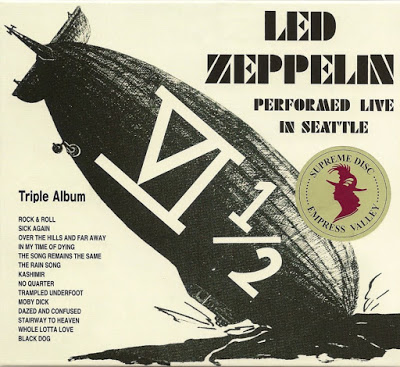 LED
ZEPPELIN
PERFORMED LIVE
IN SEATTLE
VI 1/2
SUPREME DISC
EMPRESS VALLEY
Triple Album
ROCK & ROLL
SICK AGAIN
OVER THE HILLS AND FAR AWAY
IN MY TIME OF DYING
THE SONG REMAINS THE SAME
THE RAIN SONG
KASHIMIR
NO QUARTER
TRAMPLED UNDERFOOT
MOBY DICK
DAZED AND CONFUSED
STAIRWAY TO HEAVEN
WHOLE LOTTA LOVE
BLACK DOG